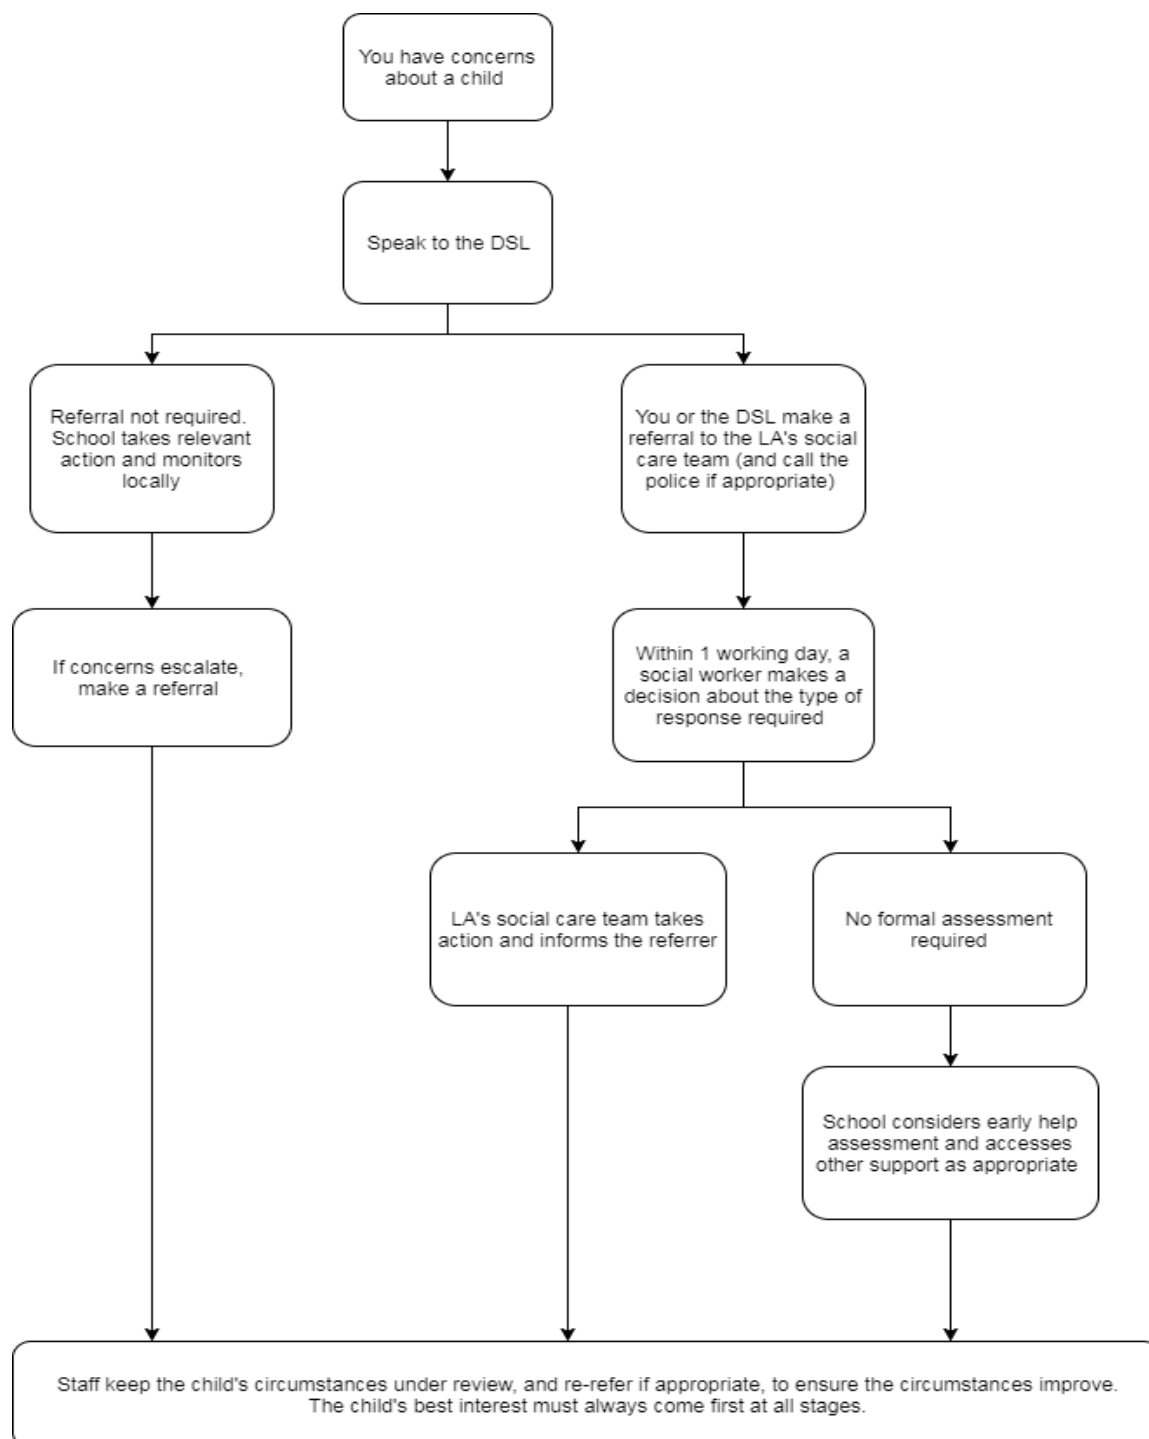 You have concerns
about a child
Speak to the DSL
Referral not required.
School takes relevant
action and monitors
locally
You or the DSL make a
referral to the LA's social
care team (and call the
police if appropriate)
If concerns escalate,
make a referral
Within 1 working day, a
social worker makes a
decision about the type of
response required
LA's social care team takes
action and informs the referrer
No formal assessment
required
School considers early help
assessment and accesses
other support as appropriate
Staff keep the child's circumstances under review, and re-refer if appropriate, to ensure the circumstances improve.
The child's best interest must always come first at all stages.